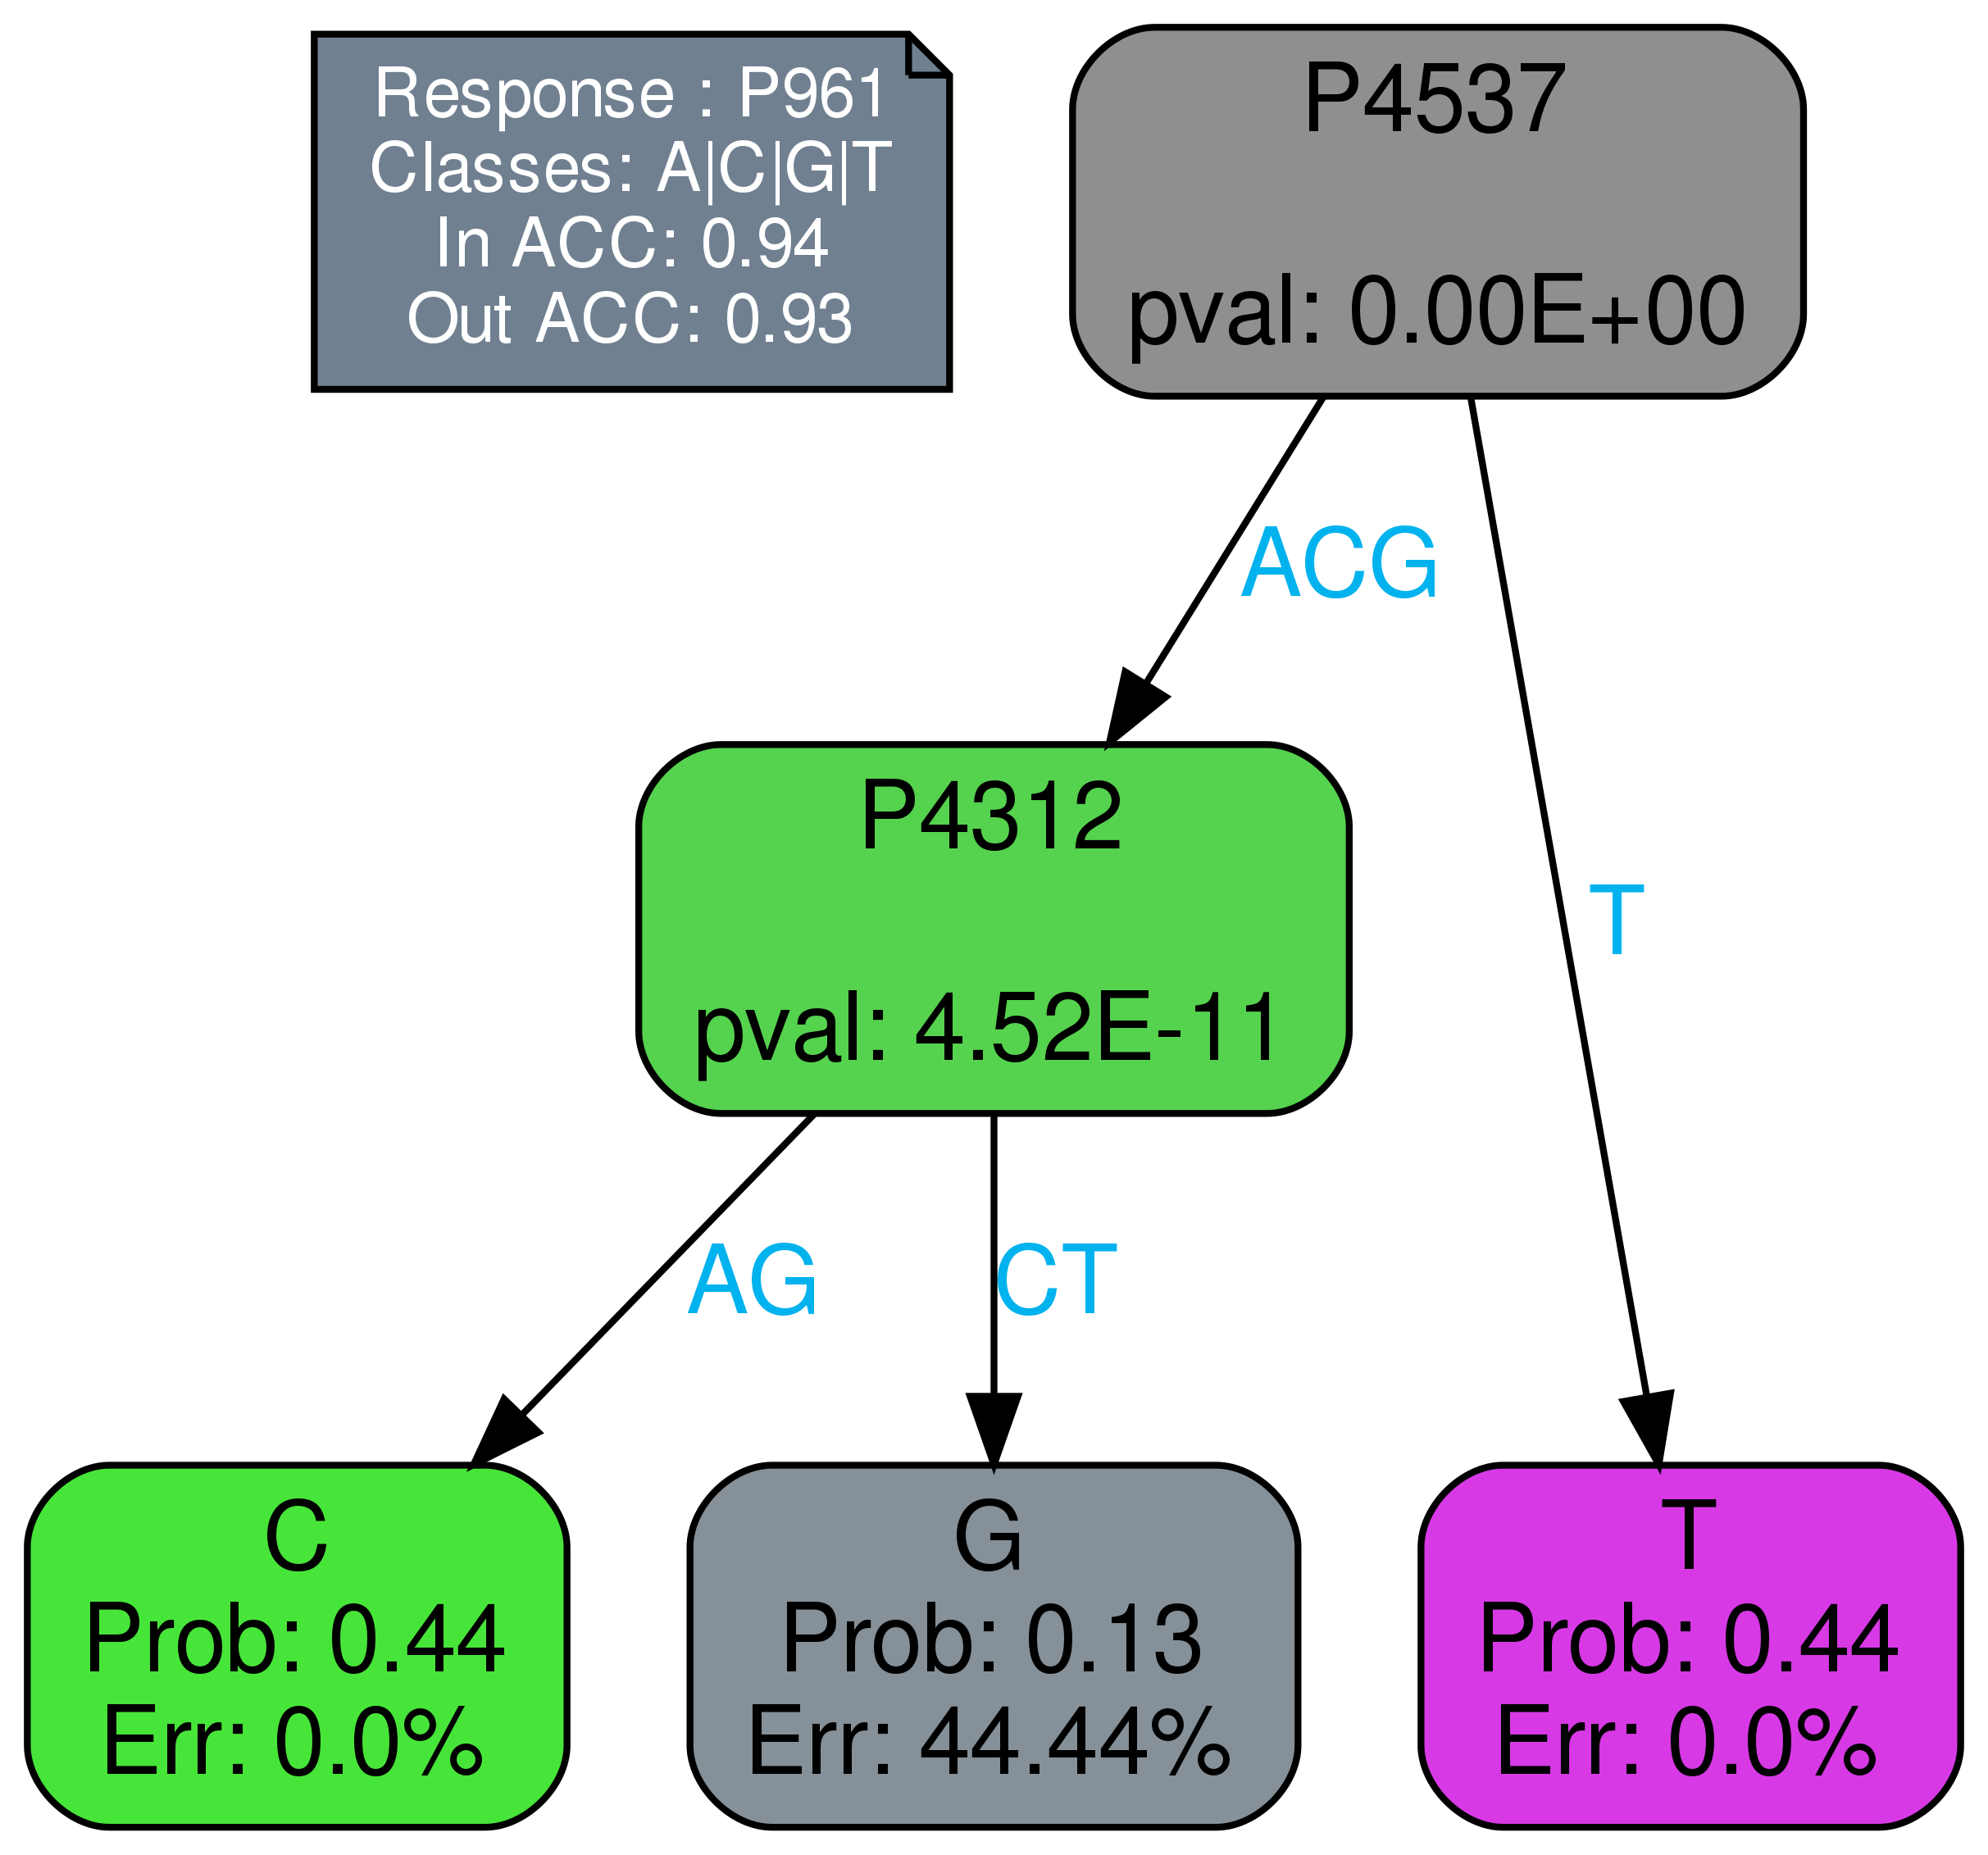 Response : P961
Classes: A|C|G|T
In ACC: 0.94
Out ACC: 0.93
P4537
pval: 0.00E+00
ACG
T
P4312
pval: 4.52E-11
AG
CT
C
Prob: 0.44
Err: 0.0%
G
Prob: 0.13
Err: 44.44%
T
Prob: 0.44
Err: 0.0%